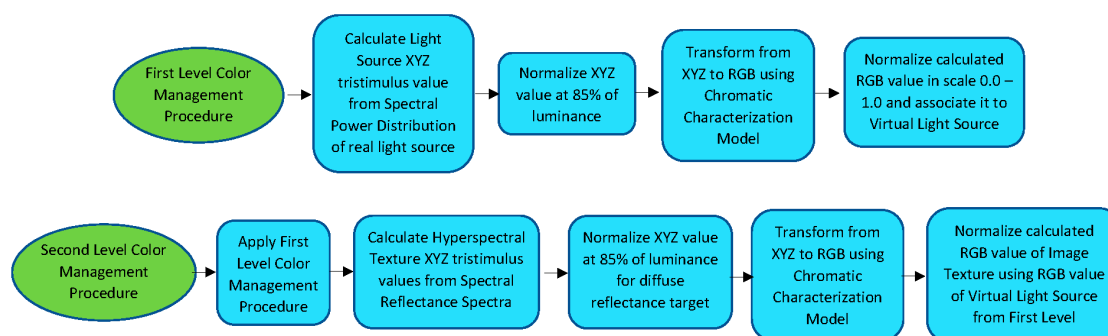 First Level Color
Management
Procedure
Calculate Light
Source XYZ
tristimulus value
from Spectral
Power Distribution
of real light source
Normalize XYZ
value at 85% of
luminance
Transform from
XYZ to RGB using
Chromatic
Characterization
Model
Normalize calculated
RGB value in scale 0.0 –
1.0 and associate it to
Virtual Light Source
Second Level Color
Management
Procedure
Apply First
Level Color
Management
Procedure
Calculate Hyperspectral
Texture XYZ tristimulus
values from Spectral
Reflectance Spectra
Normalize XYZ value
at 85% of luminance
for diffuse
reflectance target
Transform from
XYZ to RGB using
Chromatic
Characterization
Model
Normalize calculated
RGB value of Image
Texture using RGB value
of Virtual Light Source
from First Level